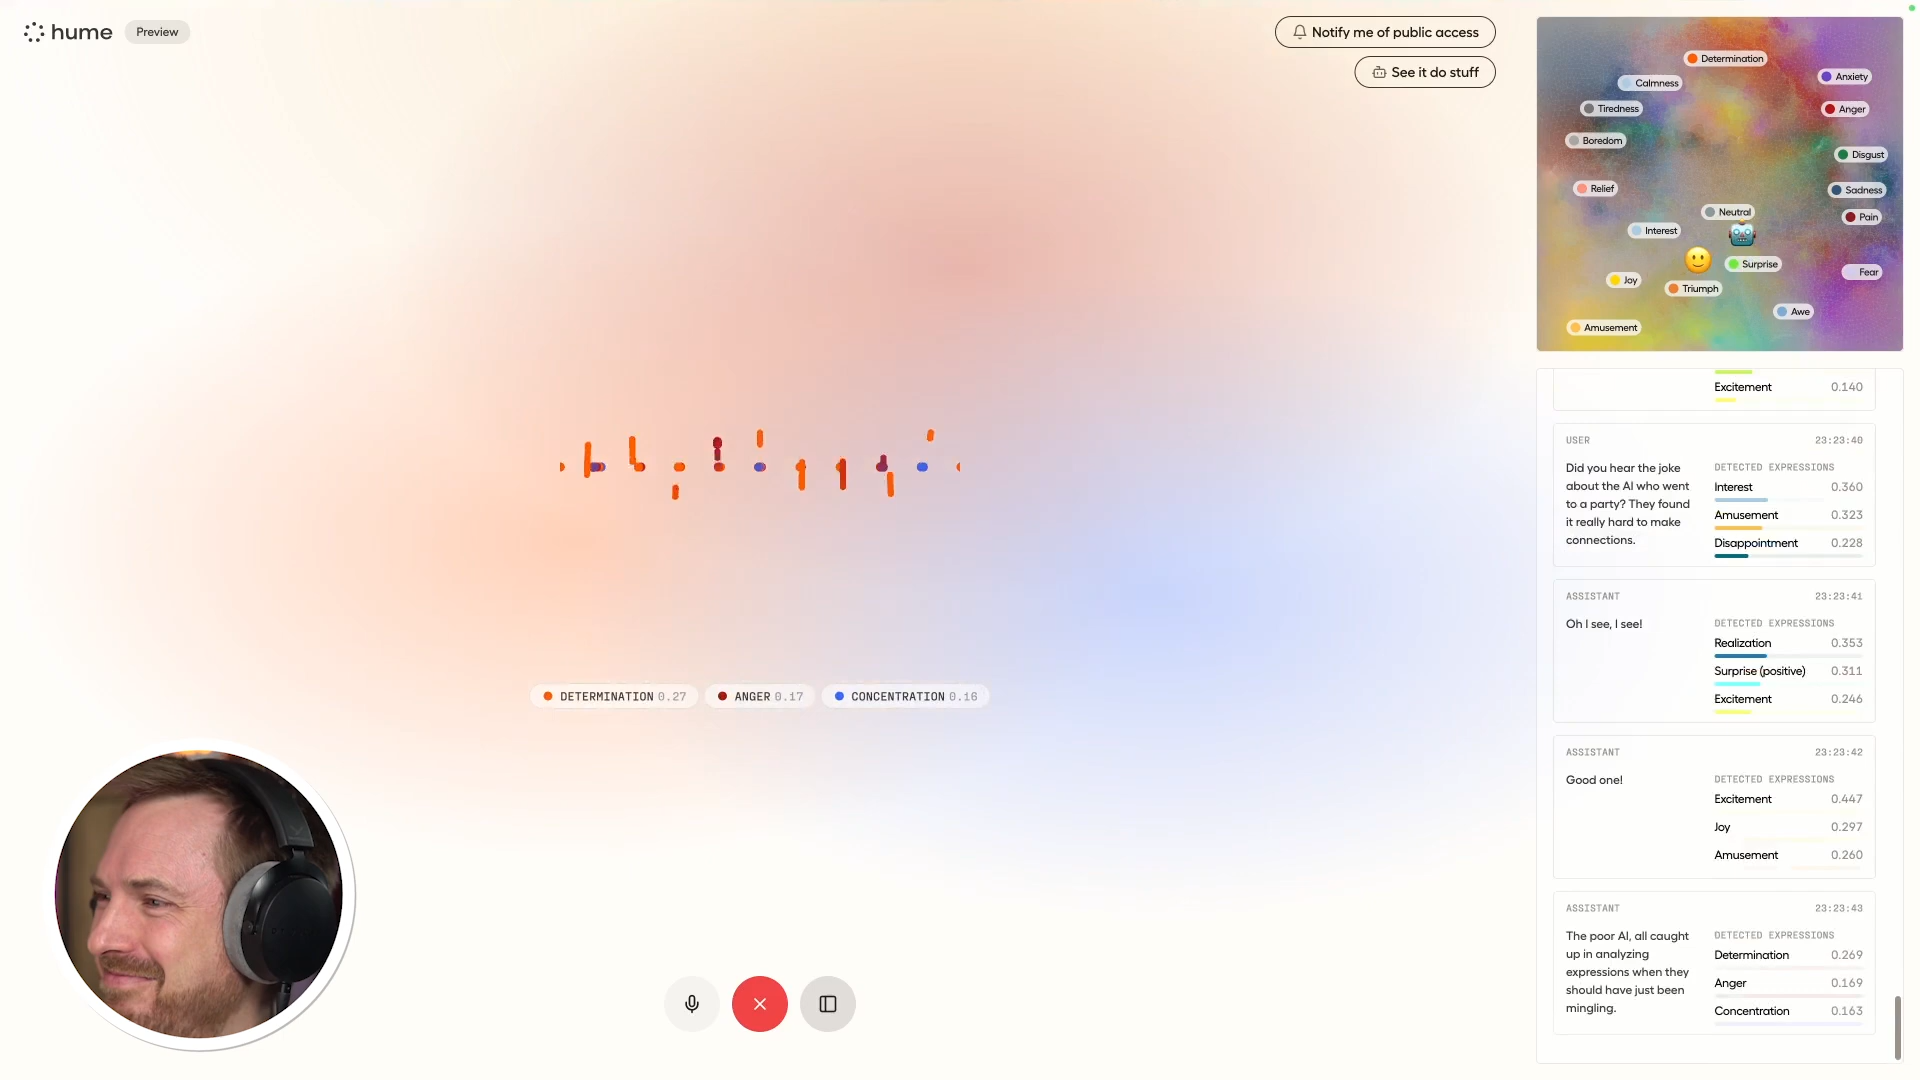 hume
Preview
Notify me of public access
See it do stuff
Determination
Calmness
Anxiety
Tiredness
Anger
Boredom
Disgust
Relief
Sadness
Neutral
Pain
Interest
Surprise
Fear
Joy
Triumph
Awe
Amusement
Excitement 0.140
USER 23:23:40
Did you hear the joke
about the AI who went
to a party? They found
it really hard to make
connections.
DETECTED EXPRESSIONS
Interest 0.360
Amusement 0.323
Disappointment 0.228
ASSISTANT 23:23:41
Oh I see, I see!
DETECTED EXPRESSIONS
Realization 0.353
Surprise (positive) 0.311
Excitement 0.246
ASSISTANT 23:23:42
Good one!
DETECTED EXPRESSIONS
Excitement 0.447
Joy 0.297
Amusement 0.260
ASSISTANT 23:23:43
The poor AI, all caught
up in analyzing
expressions when they
should have just been
mingling.
DETECTED EXPRESSIONS
Determination 0.269
Anger 0.169
Concentration 0.163
DETERMINATION 0.27
ANGER 0.17
CONCENTRATION 0.16